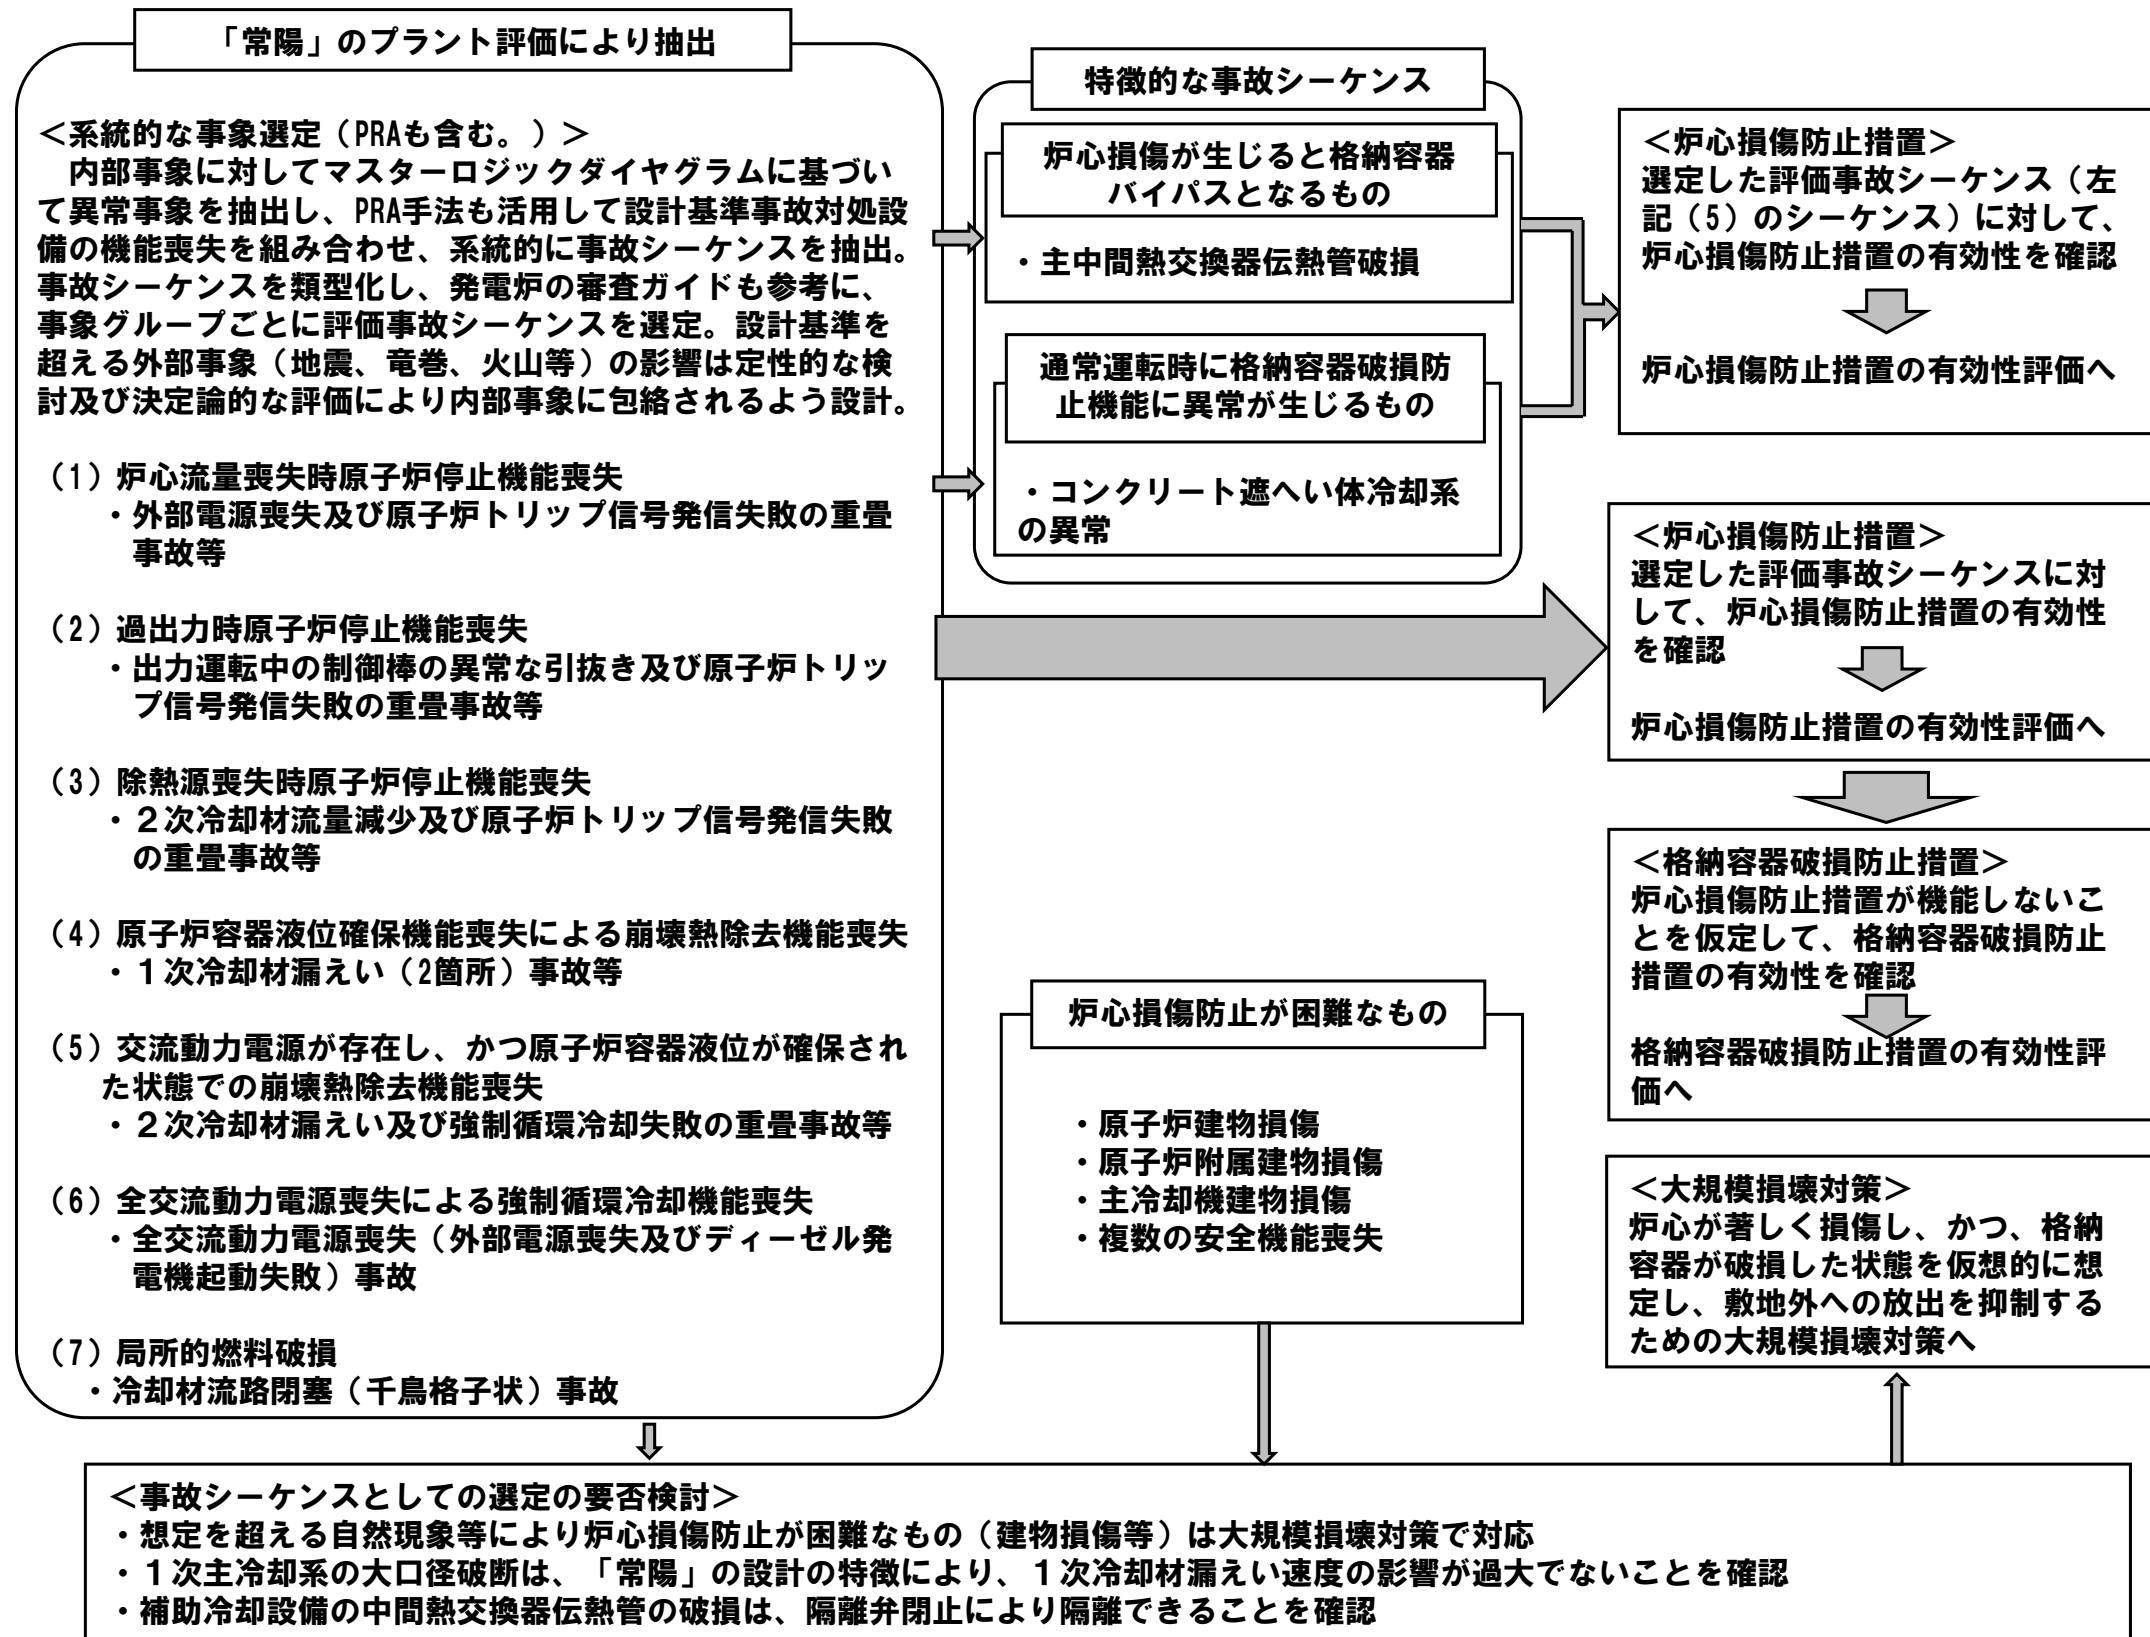 「常陽」のプラント評価により抽出
＜系統的な事象選定（PRAも含む。）＞
内部事象に対してマスターロジックダイヤグラムに基づい
て異常事象を抽出し、PRA手法も活用して設計基準事故対処設
備の機能喪失を組み合わせ、系統的に事故シーケンスを抽出。
事故シーケンスを類型化し、発電炉の審査ガイドも参考に、
事象グループごとに評価事故シーケンスを選定。設計基準を
超える外部事象（地震、竜巻、火山等）の影響は定性的な検
討及び決定論的な評価により内部事象に包絡されるよう設計。
（1）炉心流量喪失時原子炉停止機能喪失
・外部電源喪失及び原子炉トリップ信号発信失敗の重畳
事故等
（2）過出力時原子炉停止機能喪失
・出力運転中の制御棒の異常な引抜き及び原子炉トリッ
プ信号発信失敗の重畳事故等
（3）除熱源喪失時原子炉停止機能喪失
・２次冷却材流量減少及び原子炉トリップ信号発信失敗
の重畳事故等
（4）原子炉容器液位確保機能喪失による崩壊熱除去機能喪失
・１次冷却材漏えい（2箇所）事故等
（5）交流動力電源が存在し、かつ原子炉容器液位が確保され
た状態での崩壊熱除去機能喪失
・２次冷却材漏えい及び強制循環冷却失敗の重畳事故等
（6）全交流動力電源喪失による強制循環冷却機能喪失
・全交流動力電源喪失（外部電源喪失及びディーゼル発
電機起動失敗）事故
（7）局所的燃料破損
・冷却材流路閉塞（千鳥格子状）事故
特徴的な事故シーケンス
炉心損傷が生じると格納容器
バイパスとなるもの
・主中間熱交換器伝熱管破損
通常運転時に格納容器破損防
止機能に異常が生じるもの
・コンクリート遮へい体冷却系
の異常
炉心損傷防止が困難なもの
・原子炉建物損傷
・原子炉附属建物損傷
・主冷却機建物損傷
・複数の安全機能喪失
＜炉心損傷防止措置＞
選定した評価事故シーケンス（左
記（5）のシーケンス）に対して、
炉心損傷防止措置の有効性を確認
炉心損傷防止措置の有効性評価へ
＜炉心損傷防止措置＞
選定した評価事故シーケンスに対
して、炉心損傷防止措置の有効性
を確認
炉心損傷防止措置の有効性評価へ
＜格納容器破損防止措置＞
炉心損傷防止措置が機能しないこ
とを仮定して、格納容器破損防止
措置の有効性を確認
格納容器破損防止措置の有効性評
価へ
＜大規模損壊対策＞
炉心が著しく損傷し、かつ、格納
容器が破損した状態を仮想的に想
定し、敷地外への放出を抑制する
ための大規模損壊対策へ
＜事故シーケンスとしての選定の要否検討＞
・想定を超える自然現象等により炉心損傷防止が困難なもの（建物損傷等）は大規模損壊対策で対応
・１次主冷却系の大口径破断は、「常陽」の設計の特徴により、１次冷却材漏えい速度の影響が過大でないことを確認
・補助冷却設備の中間熱交換器伝熱管の破損は、隔離弁閉止により隔離できることを確認